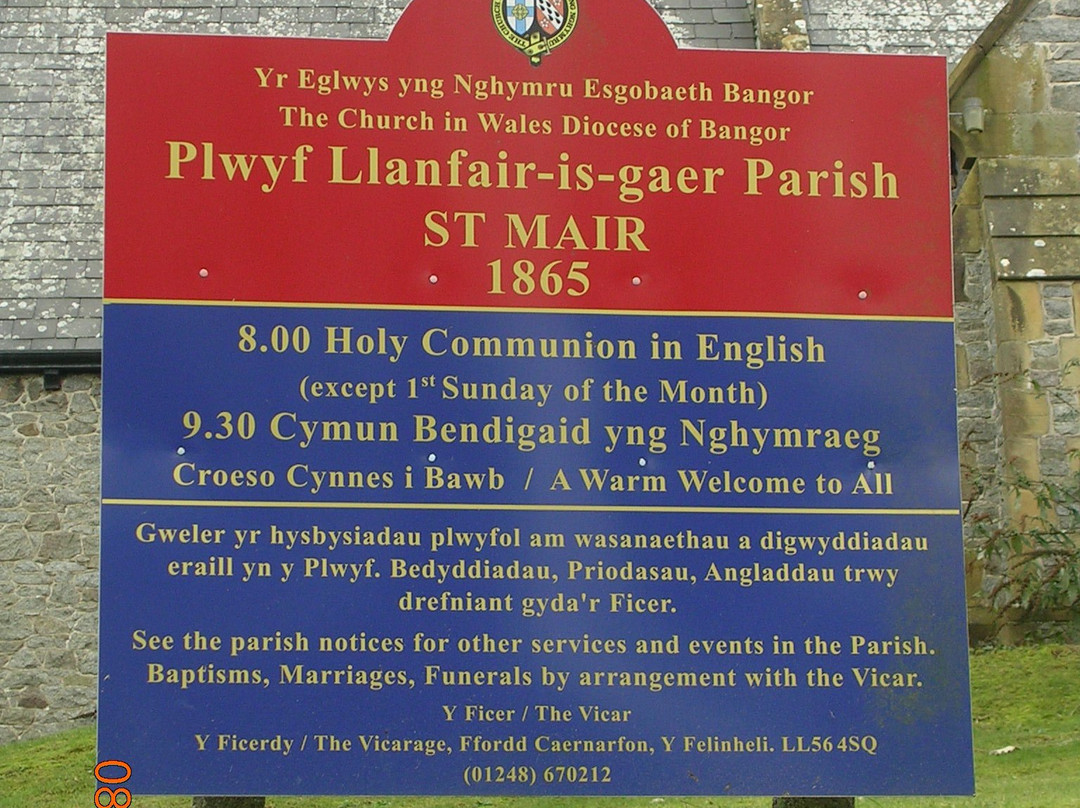 Yr Eglwys yng Nghymru Esgobaeth Bangor
The Church in Wales Diocese of Bangor
Plwyf Llanfair-is-gaer Parish
ST MAIR
1865
8.00 Holy Communion in English
(except 1st Sunday of the Month)
9.30 Cymun Bendigaid yng Nghymraeg
Croeso Cynnes i Bawb / A Warm Welcome to All
Gweler yr hysbysiadau plwyfol am wasanaethau a digwyddiadau
eraill yn y Plwyf. Bedyddiadau, Priodasau, Angladdau trwy
drefniant gyda'r Ficer.
See the parish notices for other services and events in the Parish.
Baptisms, Marriages, Funerals by arrangement with the Vicar.
Y Ficer / The Vicar
Y Ficerdy / The Vicarage, Ffordd Caernarfon, Y Felinheli. LL56 4SQ
(01248) 670212